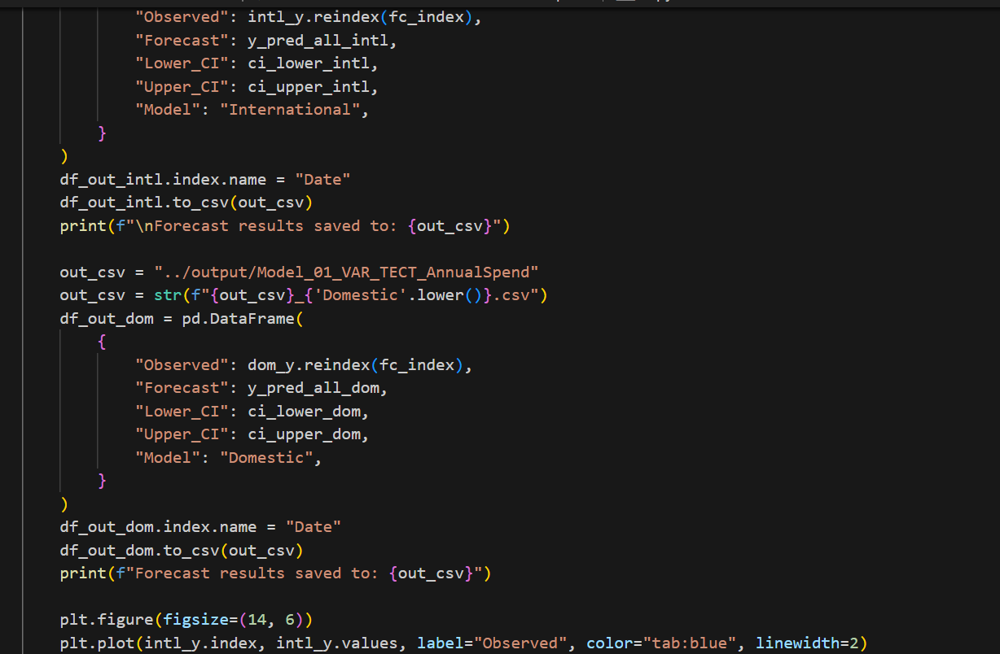 "Observed": intl_y.reindex(fc_index),
"Forecast": y_pred_all_intl,
"Lower_CI": ci_lower_intl,
"Upper_CI": ci_upper_intl,
"Model": "International",
}
)
df_out_intl.index.name = "Date"
df_out_intl.to_csv(out_csv)
print(f"\nForecast results saved to: {out_csv}")
out_csv = "../output/Model_01_VAR_TECT_AnnualSpend"
out_csv = str(f"{out_csv}_{'Domestic'.lower()}.csv")
df_out_dom = pd.DataFrame(
{
"Observed": dom_y.reindex(fc_index),
"Forecast": y_pred_all_dom,
"Lower_CI": ci_lower_dom,
"Upper_CI": ci_upper_dom,
"Model": "Domestic",
}
)
df_out_dom.index.name = "Date"
df_out_dom.to_csv(out_csv)
print(f"Forecast results saved to: {out_csv}")
plt.figure(figsize=(14, 6))
plt.plot(intl_y.index, intl_y.values, label="Observed", color="tab:blue", linewidth=2)